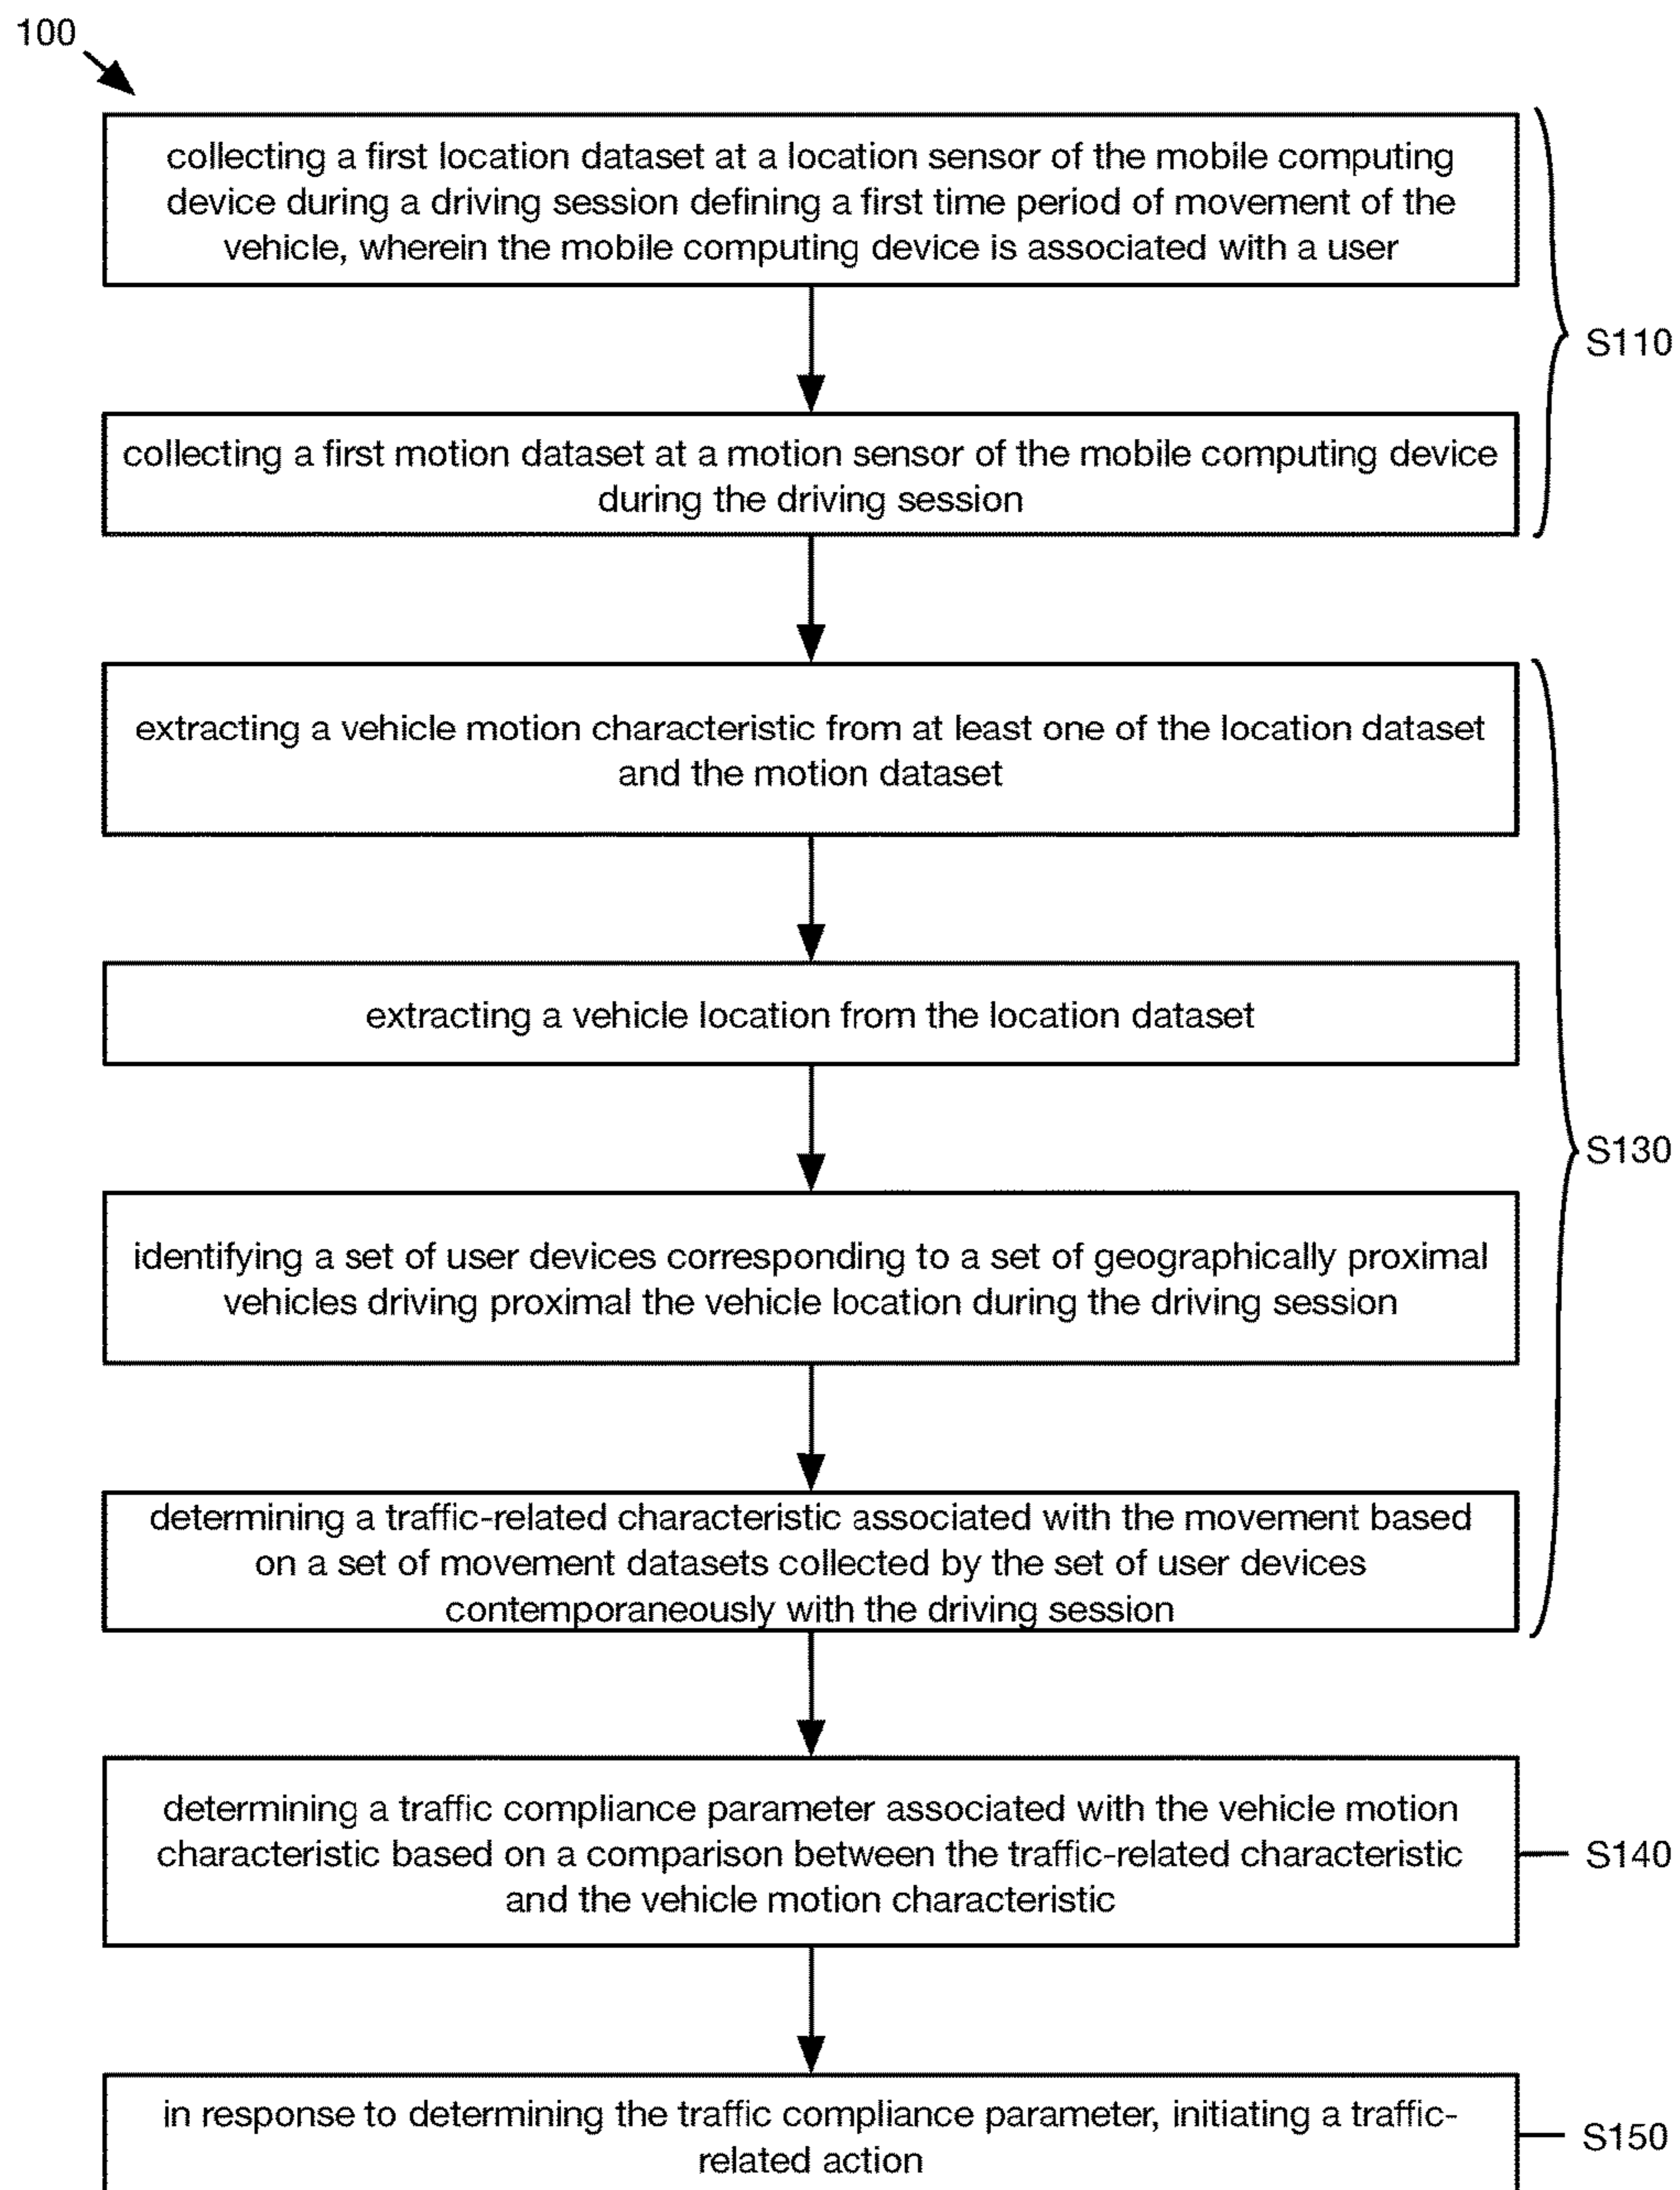 100
collecting a first location dataset at a location sensor of the mobile computing
device during a driving session defining a first time period of movement of the
vehicle, wherein the mobile computing device is associated with a user
S110
collecting a first motion dataset at a motion sensor of the mobile computing device
during the driving session
extracting a vehicle motion characteristic from at least one of the location dataset
and the motion dataset
extracting a vehicle location from the location dataset
S130
identifying a set of user devices corresponding to a set of geographically proximal
vehicles driving proximal the vehicle location during the driving session
determining a traffic-related characteristic associated with the movement based
on a set of movement datasets collected by the set of user devices
contemporaneously with the driving session
determining a traffic compliance parameter associated with the vehicle motion
characteristic based on a comparison between the traffic-related characteristic
and the vehicle motion characteristic
S140
in response to determining the traffic compliance parameter, initiating a traffic-
related action
S150